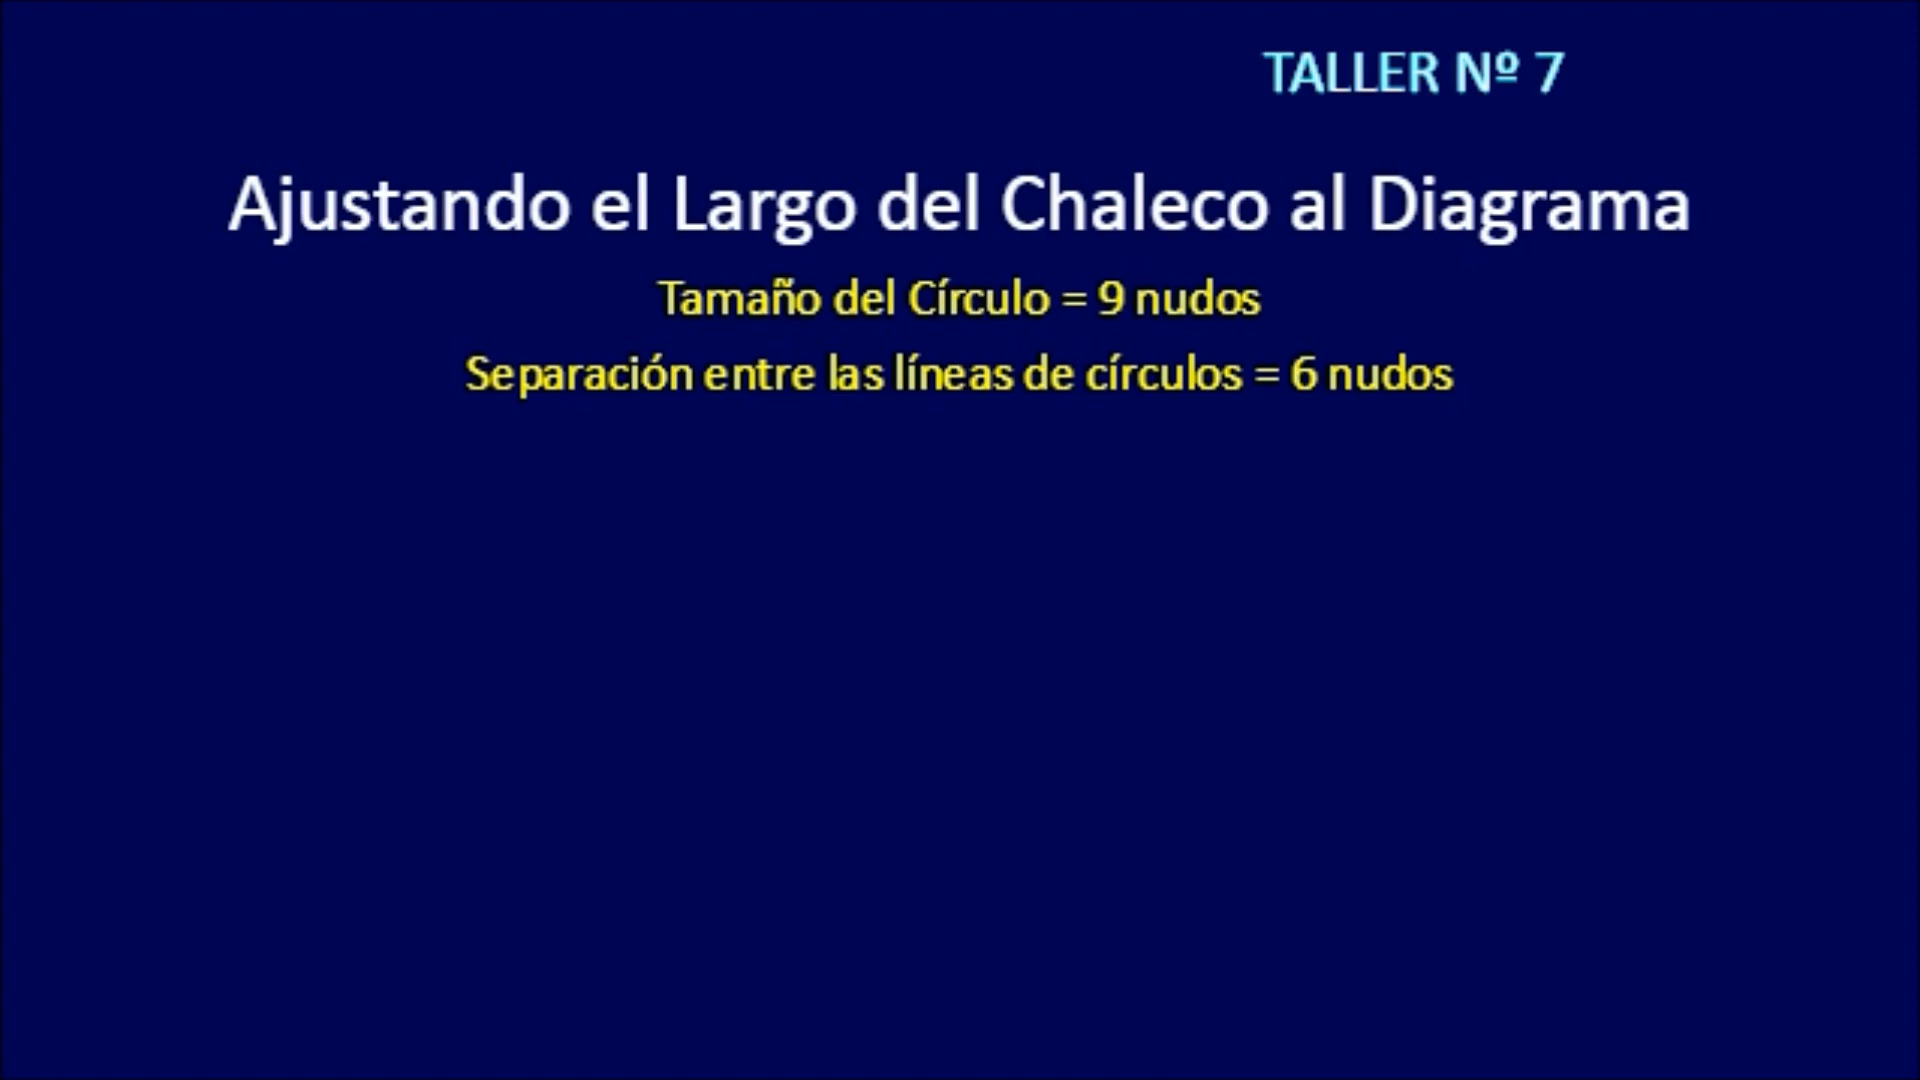 TALLER Nº 7
Ajustando el Largo del Chaleco al Diagrama
Tamaño del Círculo = 9 nudos
Separación entre las líneas de círculos = 6 nudos